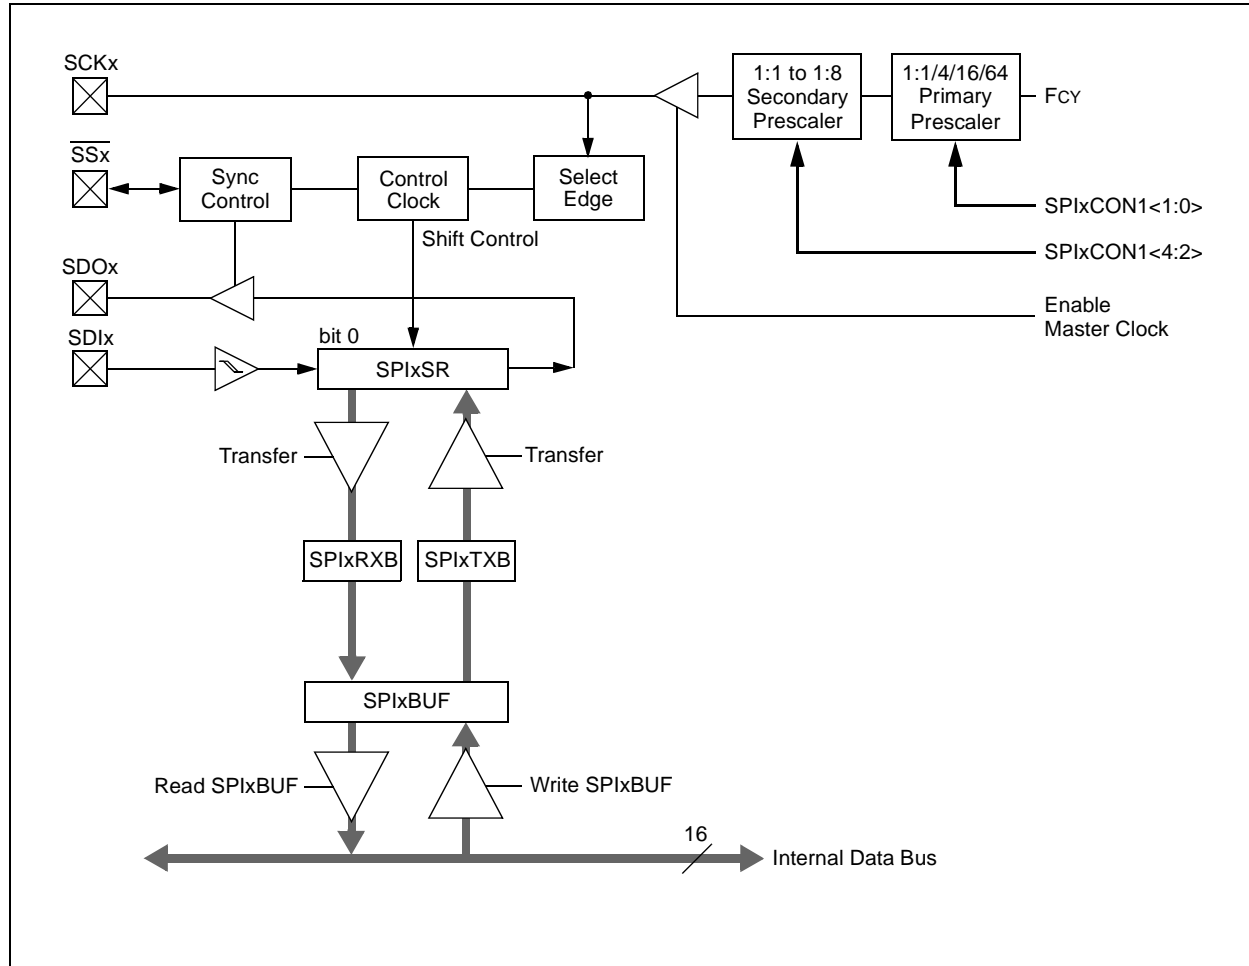 SCKx
1:1 to 1:8
Secondary
Prescaler
1:1/4/16/64
Primary
Prescaler
FCY
SSx
Sync
Control
Control
Clock
Select
Edge
SPIxCON1<1:0>
Shift Control
SPIxCON1<4:2>
SDOx
Enable
Master Clock
SDIx
bit 0
SPIxSR
Transfer
Transfer
SPIxRXB
SPIxTXB
SPIxBUF
Read SPIxBUF
Write SPIxBUF
16
Internal Data Bus